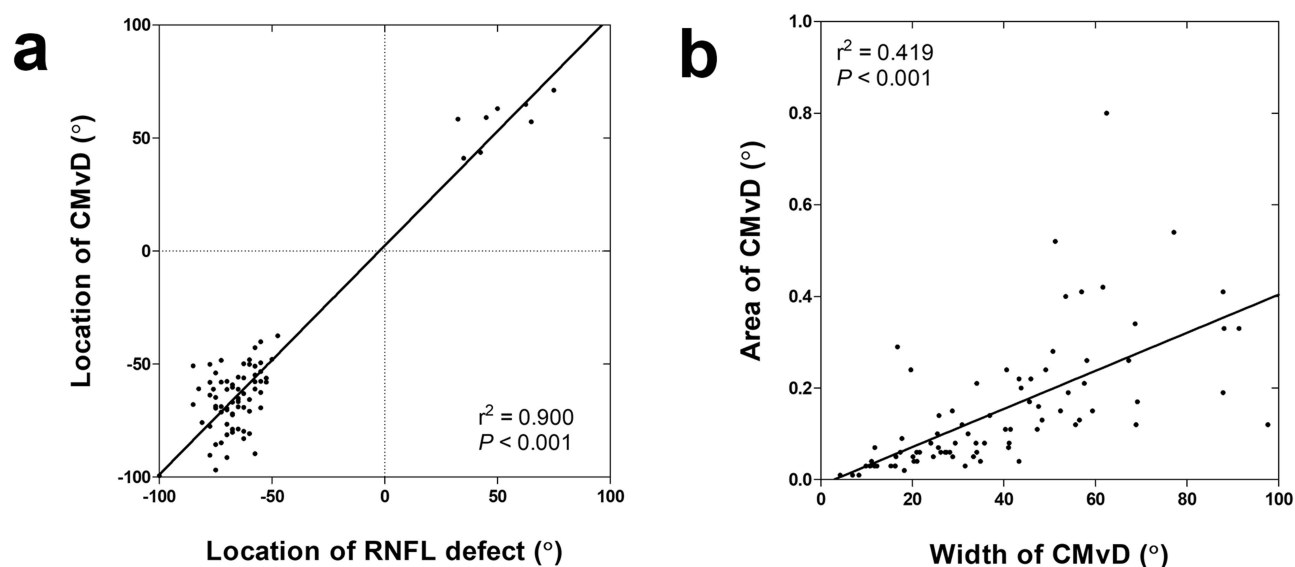 a
100
50
0
-50
-100
-100
-50
0
50
100
Location of CMvD (°)
Location of RNFL defect (°)
r² = 0.900
P < 0.001
b
1.0
0.8
0.6
0.4
0.2
0.0
0
20
40
60
80
100
Area of CMvD (°)
Width of CMvD (°)
r² = 0.419
P < 0.001